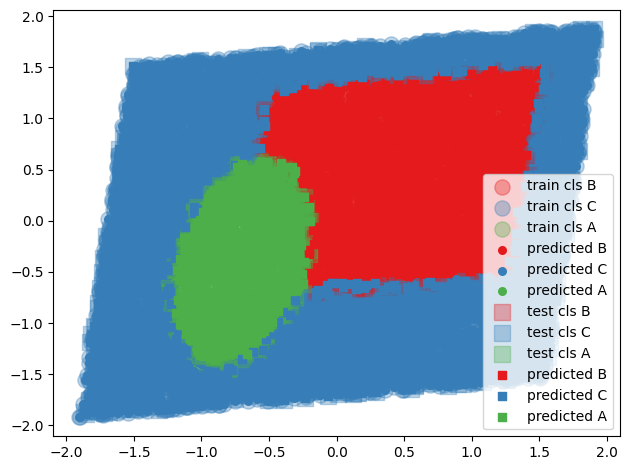 2.0
1.5
1.0
0.5
0.0
−0.5
−1.0
−1.5
−2.0
−2.0 −1.5 −1.0 −0.5 0.0 0.5 1.0 1.5 2.0
train cls B
train cls C
train cls A
predicted B
predicted C
predicted A
test cls B
test cls C
test cls A
predicted B
predicted C
predicted A